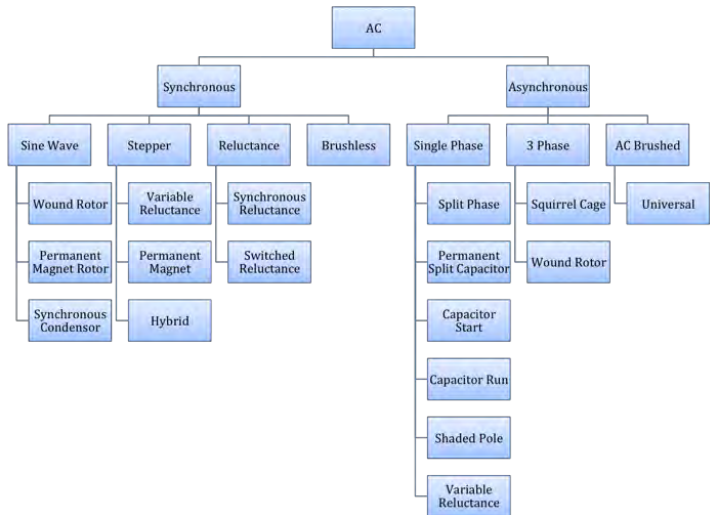 AC
Synchronous
Asynchronous
Sine Wave
Stepper
Reluctance
Brushless
Single Phase
3 Phase
AC Brushed
Wound Rotor
Variable
Reluctance
Synchronous
Reluctance
Split Phase
Squirrel Cage
Universal
Permanent
Magnet Rotor
Permanent
Magnet
Switched
Reluctance
Permanent
Split Capacitor
Wound Rotor
Synchronous
Condensor
Hybrid
Capacitor
Start
Capacitor Run
Shaded Pole
Variable
Reluctance